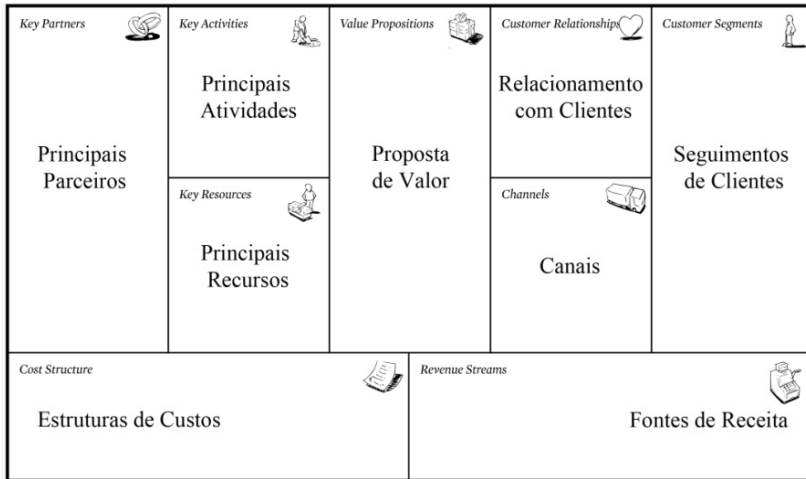 Key Partners
Principais
Parceiros
Key Activities
Principais
Atividades
Key Resources
Principais
Recursos
Value Propositions
Proposta
de Valor
Customer Relationships
Relacionamento
com Clientes
Channels
Canais
Customer Segments
Seguimentos
de Clientes
Cost Structure
Estruturas de Custos
Revenue Streams
Fontes de Receita